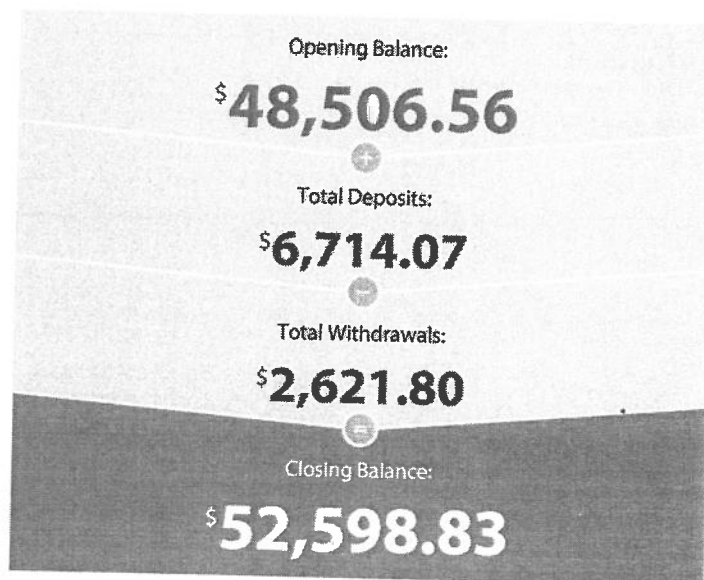 Opening Balance:
$48,506.56
+
Total Deposits:
$6,714.07
-
Total Withdrawals:
$2,621.80
=
Closing Balance:
$52,598.83